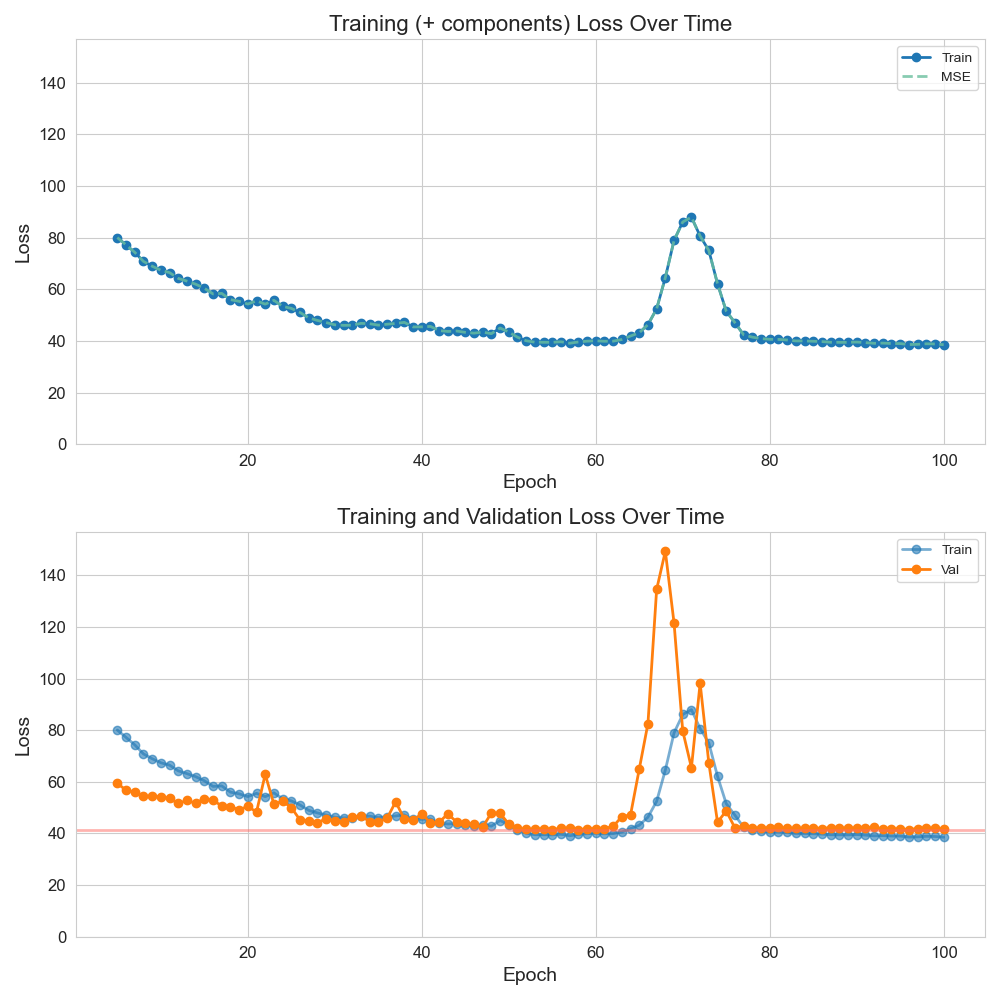 Training (+ components) Loss Over Time
Train
MSE
140
120
100
80
60
40
20
0
Loss
20 40 60 80 100
Epoch
Training and Validation Loss Over Time
Train
Val
140
120
100
80
60
40
20
0
Loss
20 40 60 80 100
Epoch